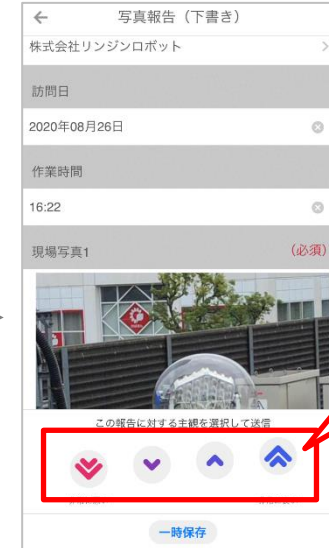 写真報告（下書き）
株式会社リンジンロボット
訪問日
2020年08月26日
作業時間
16:22
現場写真1
（必須）
この報告に対する主観を選択して送信
一時保存